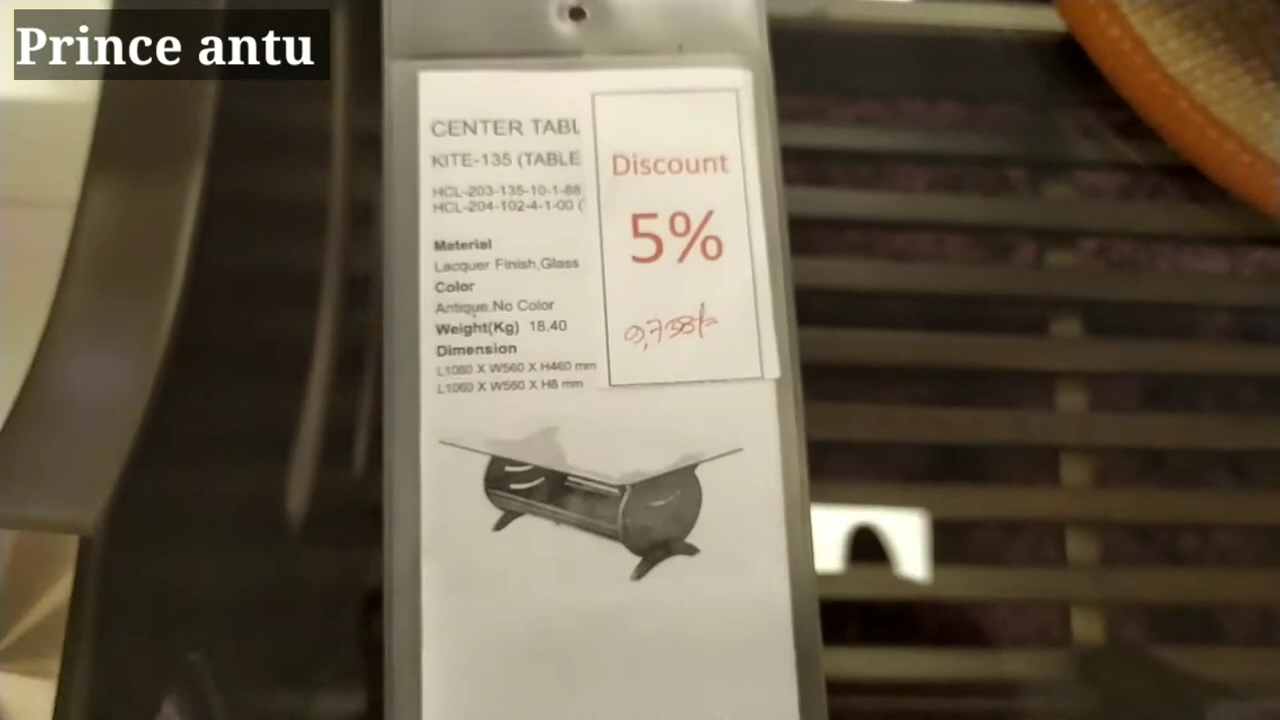 Prince antu
CENTER TABL
KITE-135 (TABLE
HCL-203-135-10-1-88
HCL-204-102-4-1-00 (
Material
Lacquer Finish,Glass
Color
Antique,No Color
Weight(Kg) 18.40
Dimension
L1060 X W560 X H460 mm
L1060 X W560 X H8 mm
Discount
5%